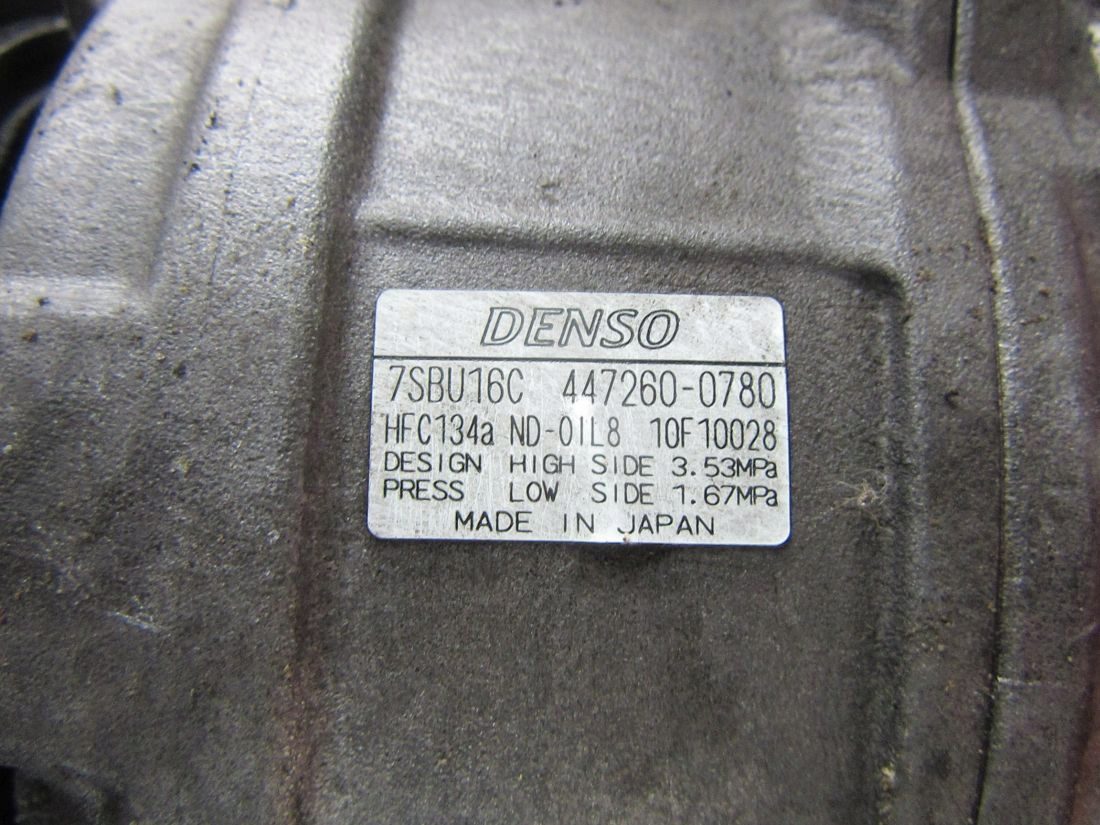 DENSO
7SBU16C 447260-0780
HFC134a ND-OIL8 10F10028
DESIGN HIGH SIDE 3.53MPa
PRESS LOW SIDE 1.67MPa
MADE IN JAPAN